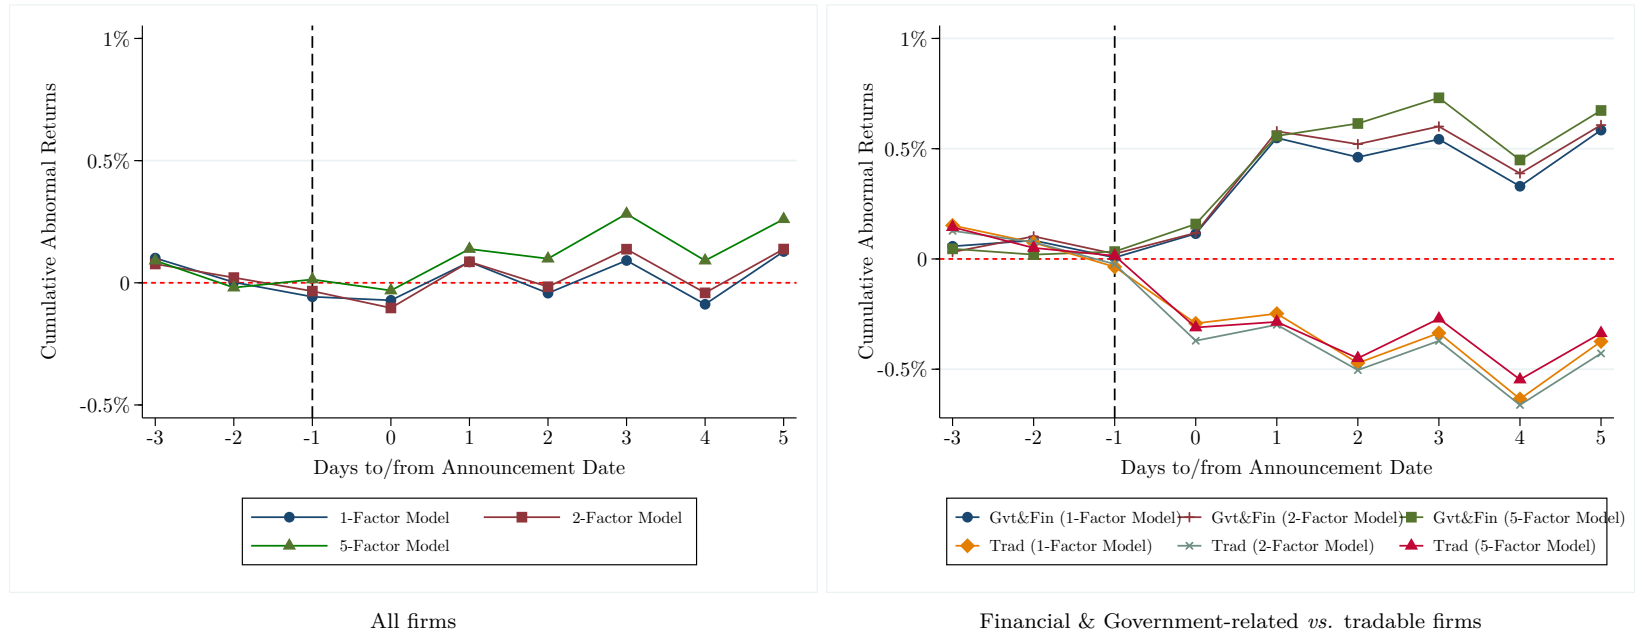 1%
0.5%
0
-0.5%
Cumulative Abnormal Returns
-3 -2 -1 0 1 2 3 4 5
Days to/from Announcement Date
1-Factor Model 2-Factor Model
5-Factor Model
All firms
1%
0.5%
0
-0.5%
Cumulative Abnormal Returns
-3 -2 -1 0 1 2 3 4 5
Days to/from Announcement Date
Gvt&Fin (1-Factor Model) Gvt&Fin (2-Factor Model) Gvt&Fin (5-Factor Model)
Trad (1-Factor Model) Trad (2-Factor Model) Trad (5-Factor Model)
Financial & Government-related vs. tradable firms